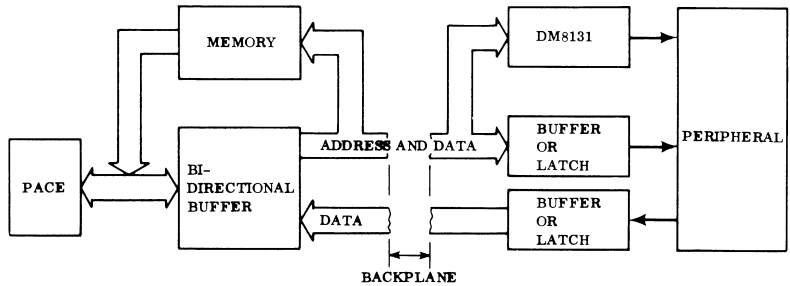 MEMORY
DM8131
PACE
BI-
DIRECTIONAL
BUFFER
ADDRESS AND DATA
DATA
BUFFER
OR
LATCH
BUFFER
OR
LATCH
PERIPHERAL
BACKPLANE